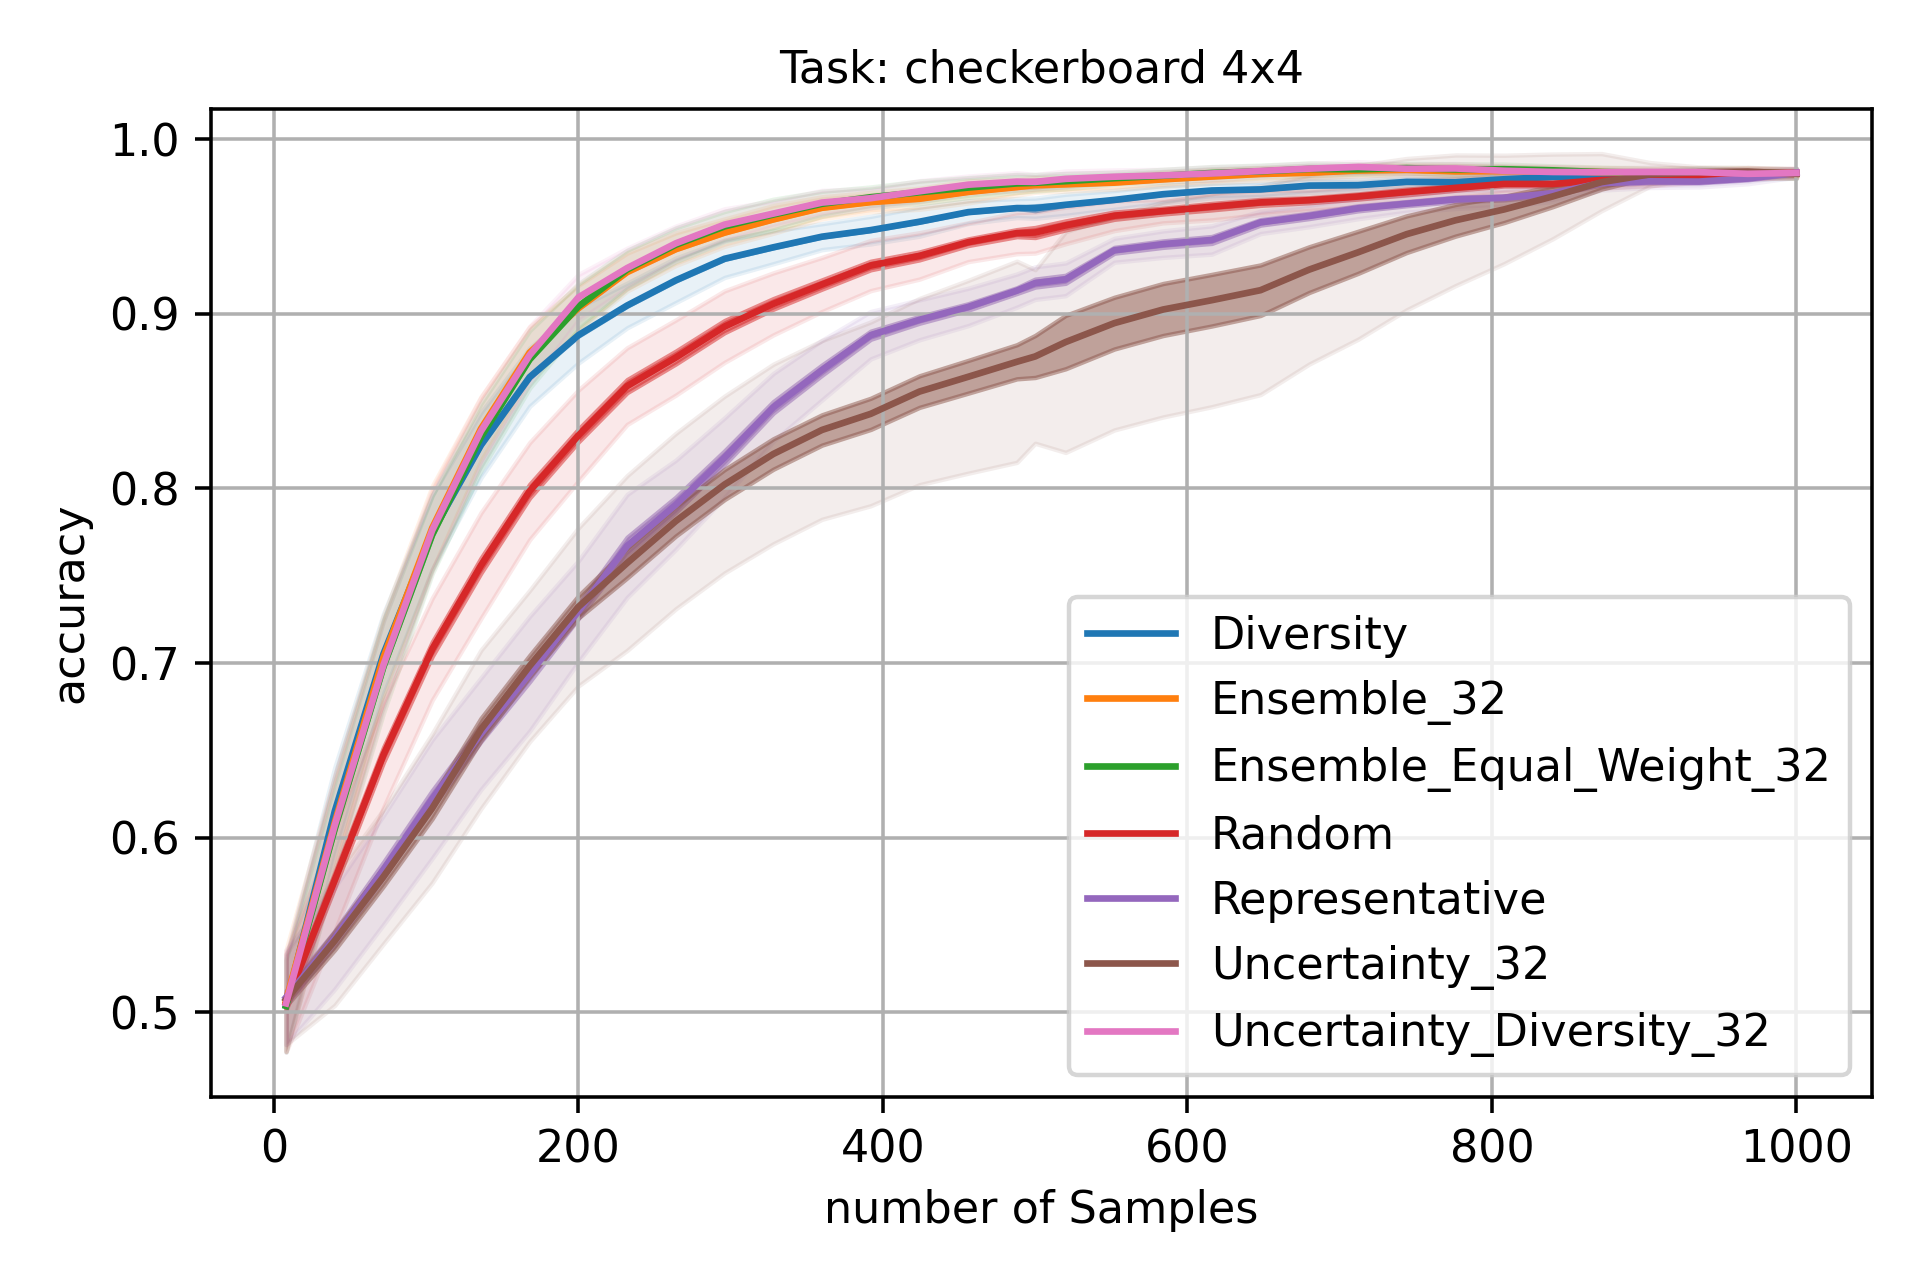 Task: checkerboard 4x4
accuracy
1.0
0.9
0.8
0.7
0.6
0.5
Diversity
Ensemble_32
Ensemble_Equal_Weight_32
Random
Representative
Uncertainty_32
Uncertainty_Diversity_32
0 200 400 600 800 1000
number of Samples